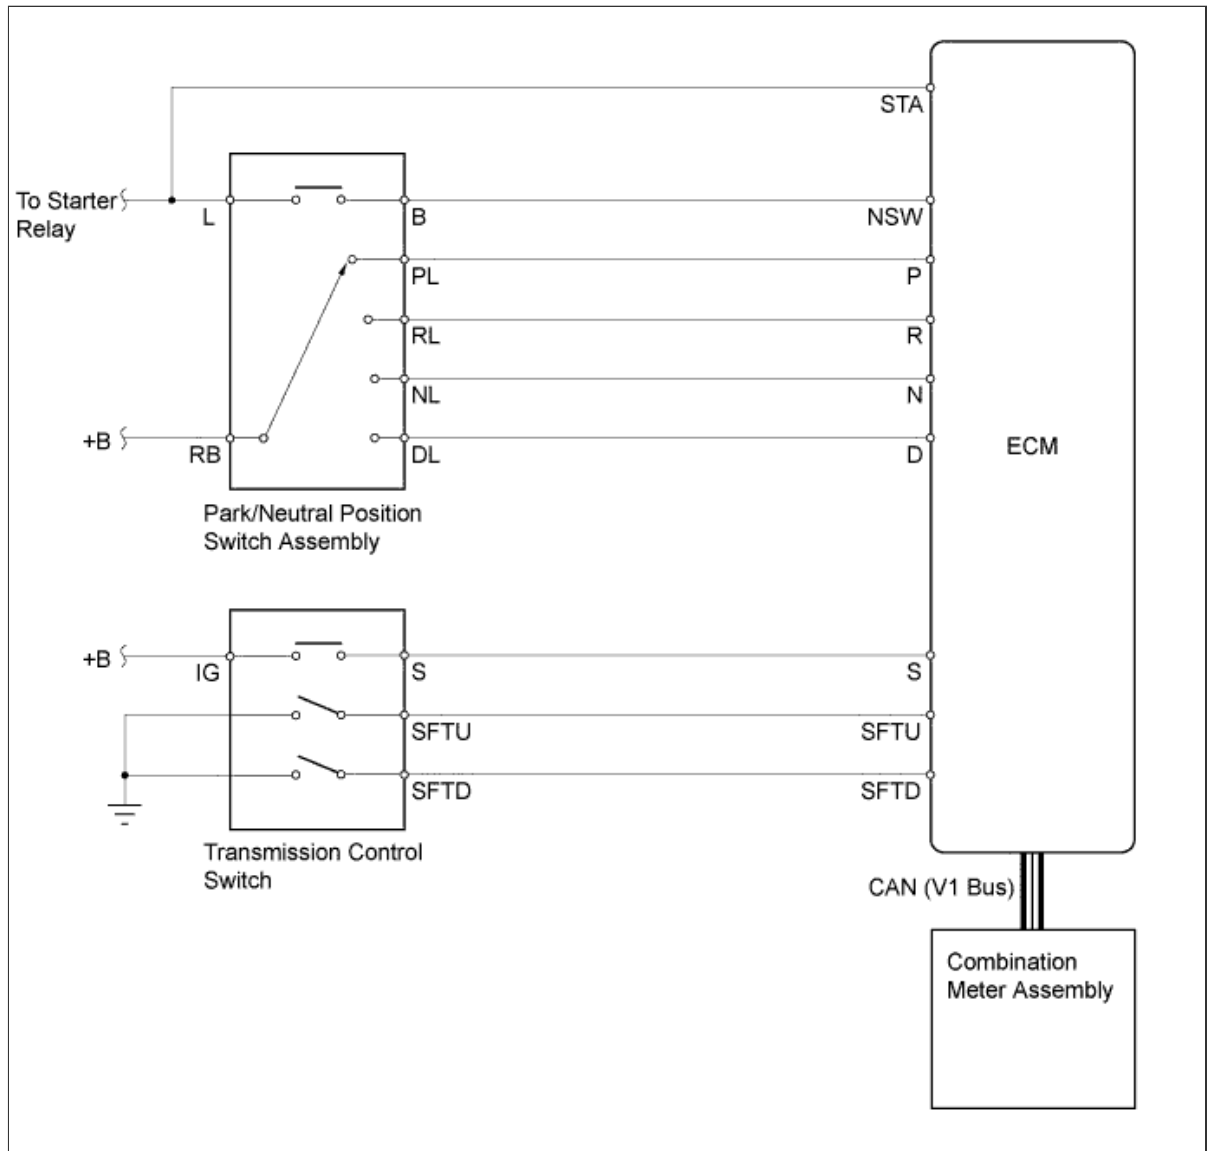 STA
To Starter
Relay
L
B
NSW
PL
P
RL
R
NL
N
+B
RB
DL
D
ECM
Park/Neutral Position
Switch Assembly
+B
IG
S
S
SFTU
SFTU
SFTD
SFTD
Transmission Control
Switch
CAN (V1 Bus)
Combination
Meter Assembly